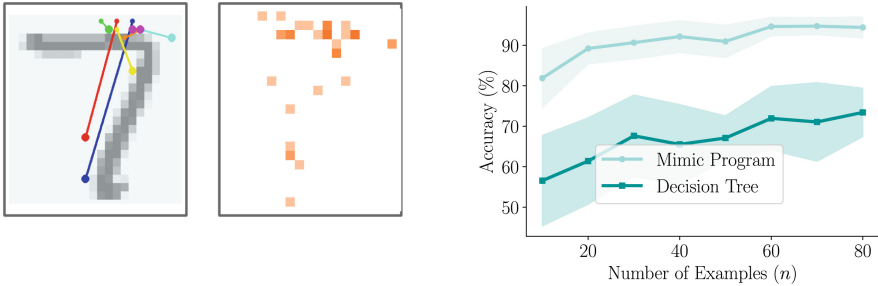 90
80
70
60
50
Accuracy (%)
Mimic Program
Decision Tree
20 40 60 80
Number of Examples (n)